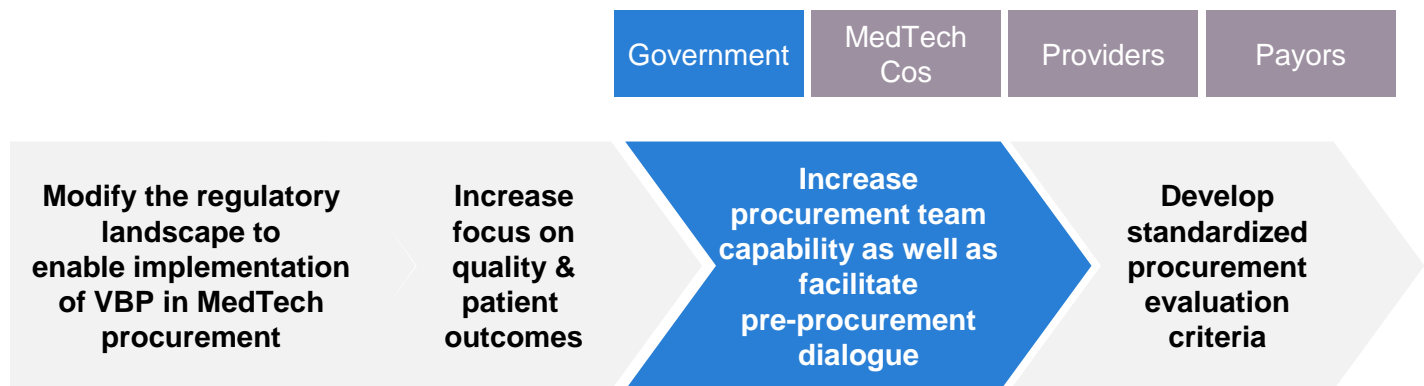 Government
MedTech
Cos
Providers
Payors
Modify the regulatory
landscape to
enable implementation
of VBP in MedTech
procurement
Increase
focus on
quality &
patient
outcomes
Increase
procurement team
capability as well as
facilitate
pre-procurement
dialogue
Develop
standardized
procurement
evaluation
criteria